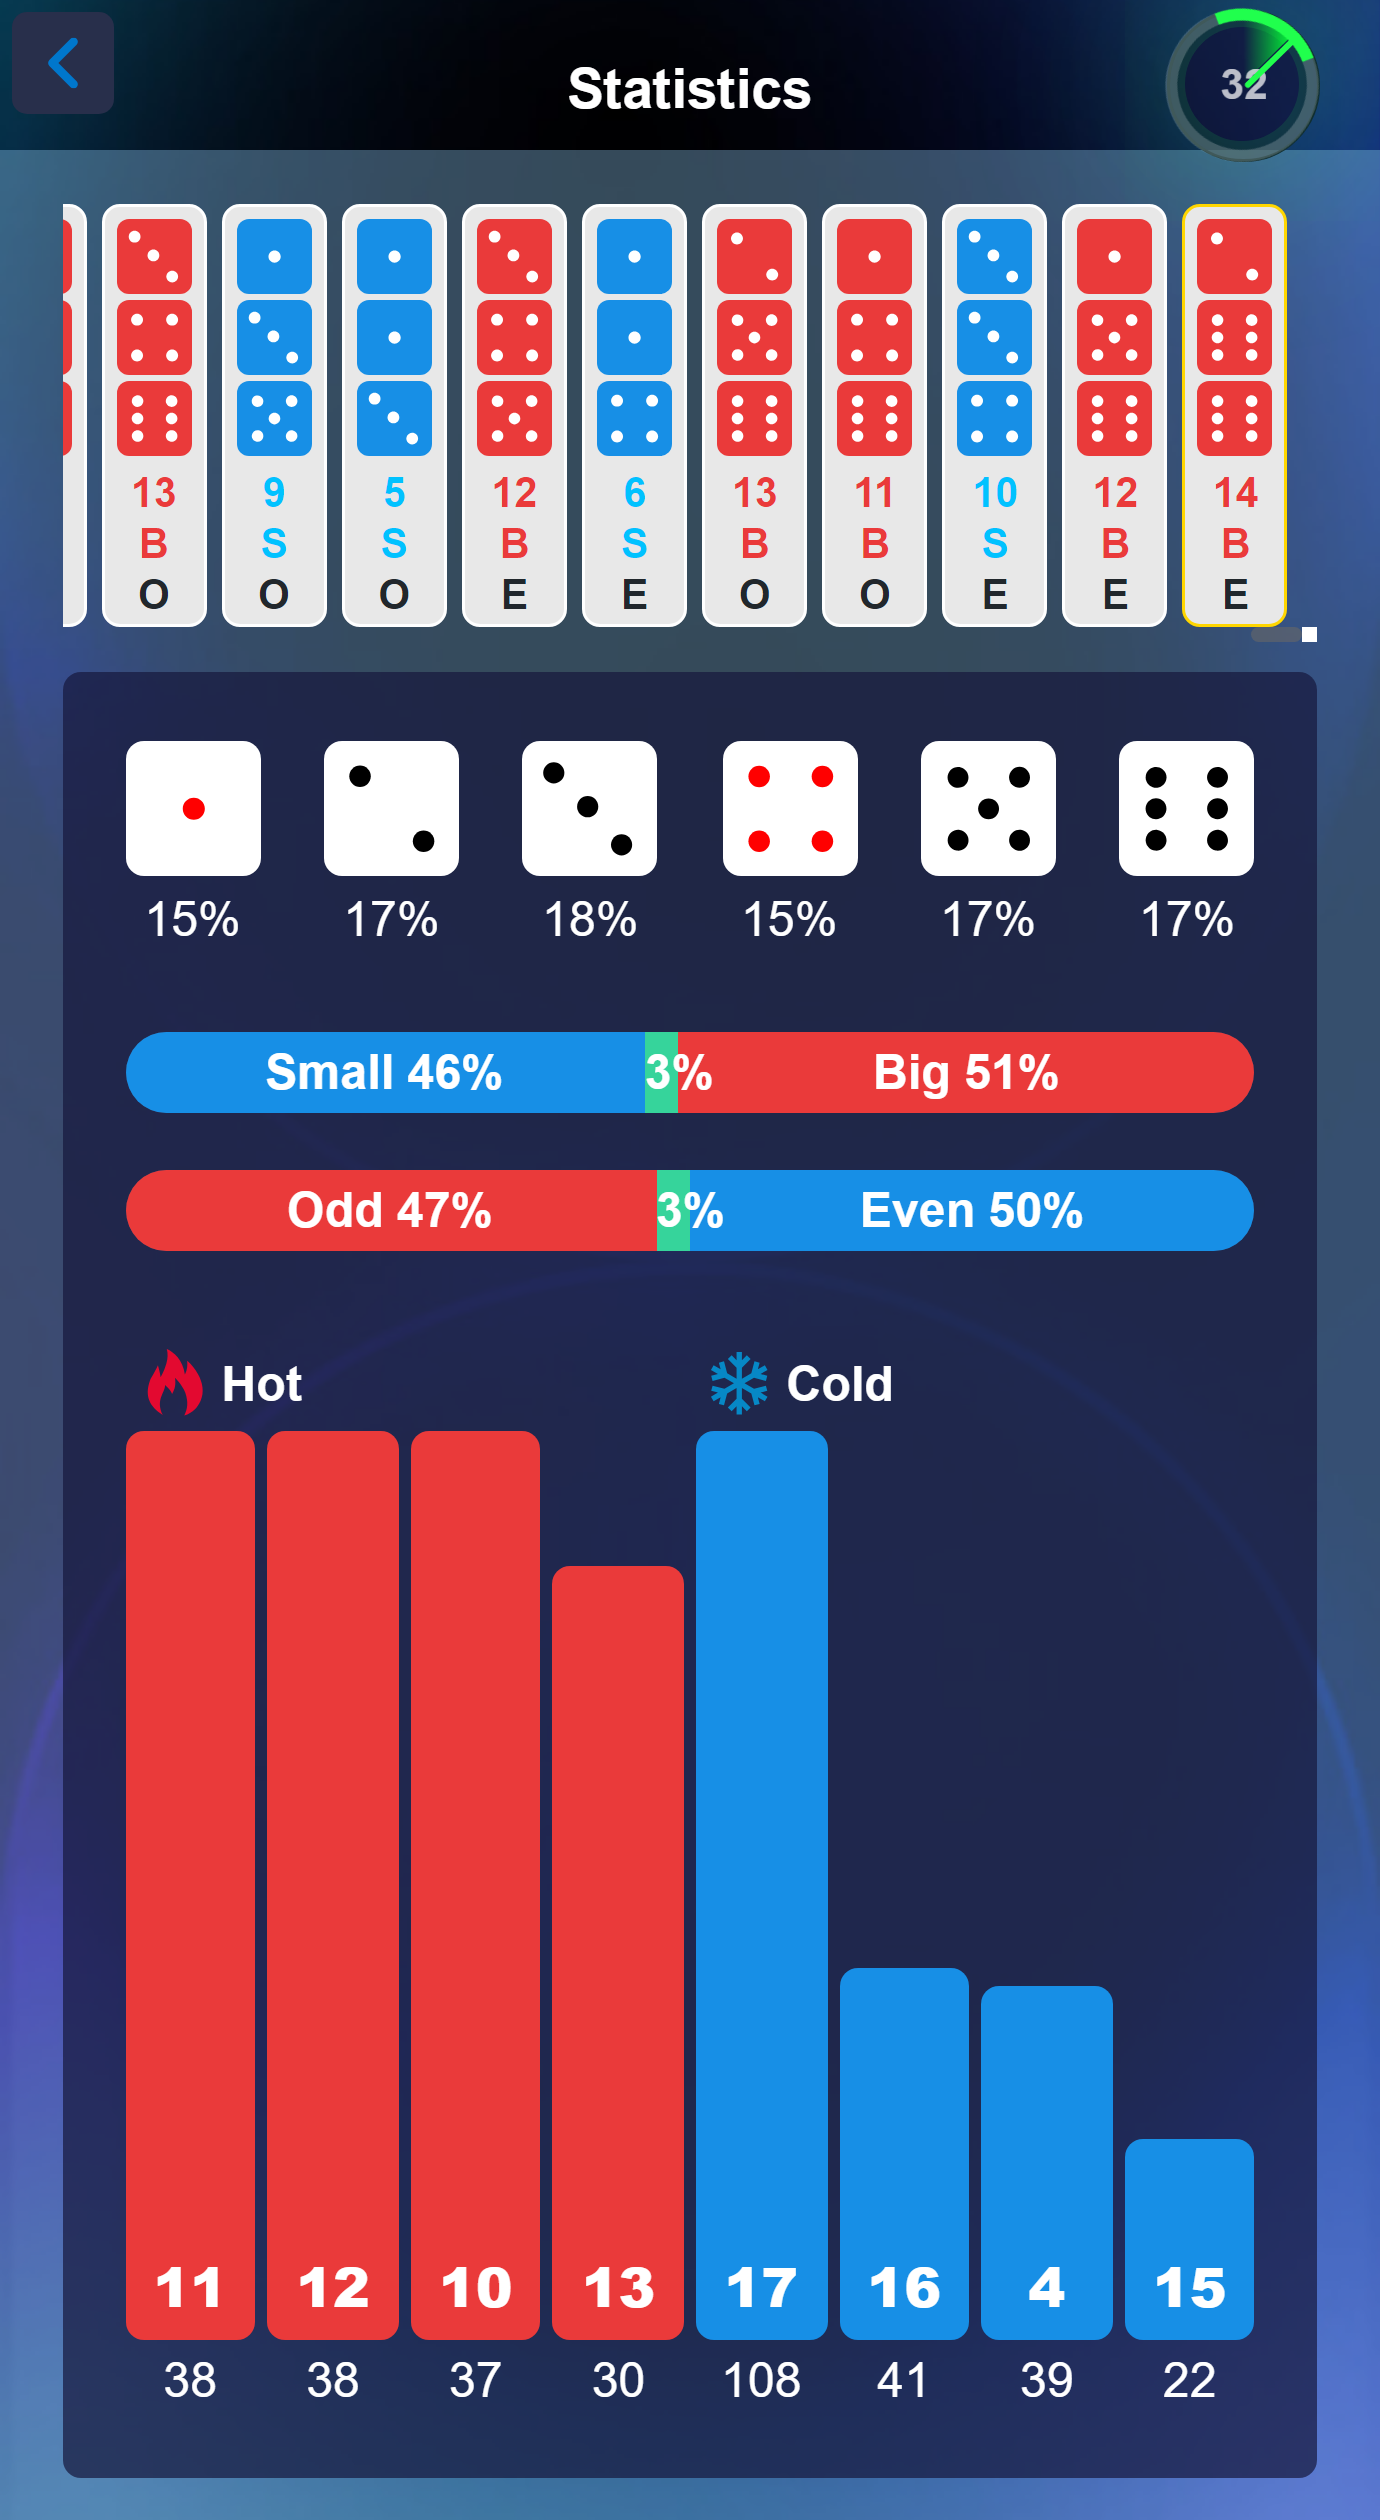 Statistics
32
13 9 5 12 6 13 11 10 12 14
B S S B S B B S B B
O O O E E O O E E E
15% 17% 18% 15% 17% 17%
Small 46% 3% Big 51%
Odd 47% 3% Even 50%
Hot Cold
11 12 10 13 17 16 4 15
38 38 37 30 108 41 39 22